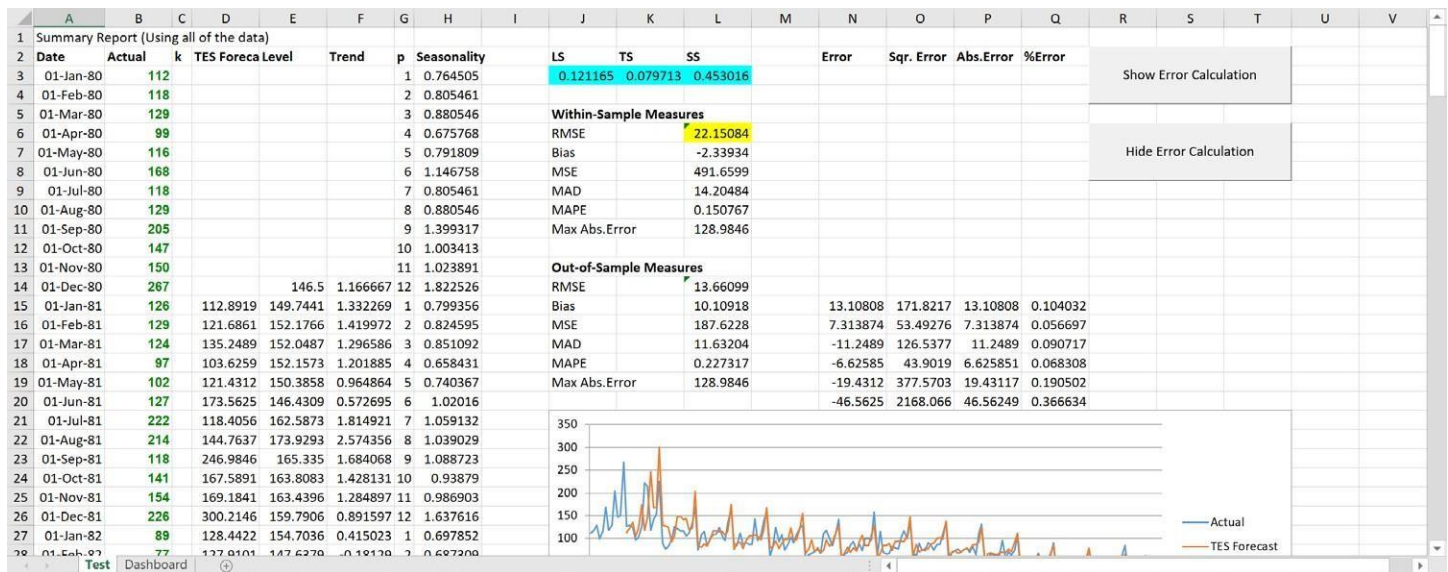 A B C D E F G H I J K L M N O P Q R S T U V
1 Summary Report (Using all of the data)
2 Date Actual k TES Foreca Level Trend p Seasonality LS TS SS Error Sqr. Error Abs.Error %Error
3 01-Jan-80 112 1 0.764505 0.121165 0.079713 0.453016 Show Error Calculation
4 01-Feb-80 118 2 0.805461
5 01-Mar-80 129 3 0.880546 Within-Sample Measures
6 01-Apr-80 99 4 0.675768 RMSE 22.15084
7 01-May-80 116 5 0.791809 Bias -2.33934 Hide Error Calculation
8 01-Jun-80 168 6 1.146758 MSE 491.6599
9 01-Jul-80 118 7 0.805461 MAD 14.20484
10 01-Aug-80 129 8 0.880546 MAPE 0.150767
11 01-Sep-80 205 9 1.399317 Max Abs.Error 128.9846
12 01-Oct-80 147 10 1.003413
13 01-Nov-80 150 11 1.023891 Out-of-Sample Measures
14 01-Dec-80 267 146.5 1.166667 12 1.822526 RMSE 13.66099
15 01-Jan-81 126 112.8919 149.7441 1.332269 1 0.799356 Bias 10.10918 13.10808 171.8217 13.10808 0.104032
16 01-Feb-81 129 121.6861 152.1766 1.419972 2 0.824595 MSE 187.6228 7.313874 53.49276 7.313874 0.056697
17 01-Mar-81 124 135.2489 152.0487 1.296586 3 0.851092 MAD 11.63204 -11.2489 126.5377 11.2489 0.090717
18 01-Apr-81 97 103.6259 152.1573 1.201885 4 0.658431 MAPE 0.227317 -6.62585 43.9019 6.625851 0.068308
19 01-May-81 102 121.4312 150.3858 0.964864 5 0.740367 Max Abs.Error 128.9846 -19.4312 377.5703 19.43117 0.190502
20 01-Jun-81 127 173.5625 146.4309 0.572695 6 1.02016 -46.5625 2168.066 46.56249 0.366634
21 01-Jul-81 222 118.4056 162.5873 1.814921 7 1.059132 350
22 01-Aug-81 214 144.7637 173.9293 2.574356 8 1.039029 300
23 01-Sep-81 118 246.9846 165.335 1.684068 9 1.088723 250
24 01-Oct-81 141 167.5891 163.8083 1.428131 10 0.93879 200
25 01-Nov-81 154 169.1841 163.4396 1.284897 11 0.986903
26 01-Dec-81 226 300.2146 159.7906 0.891597 12 1.637616 150 Actual
27 01-Jan-82 89 128.4422 154.7036 0.415023 1 0.697852 100
28 01-Feb-82 77 127.9101 147.6379 -0.18129 2 0.687309 TES Forecast
Test Dashboard